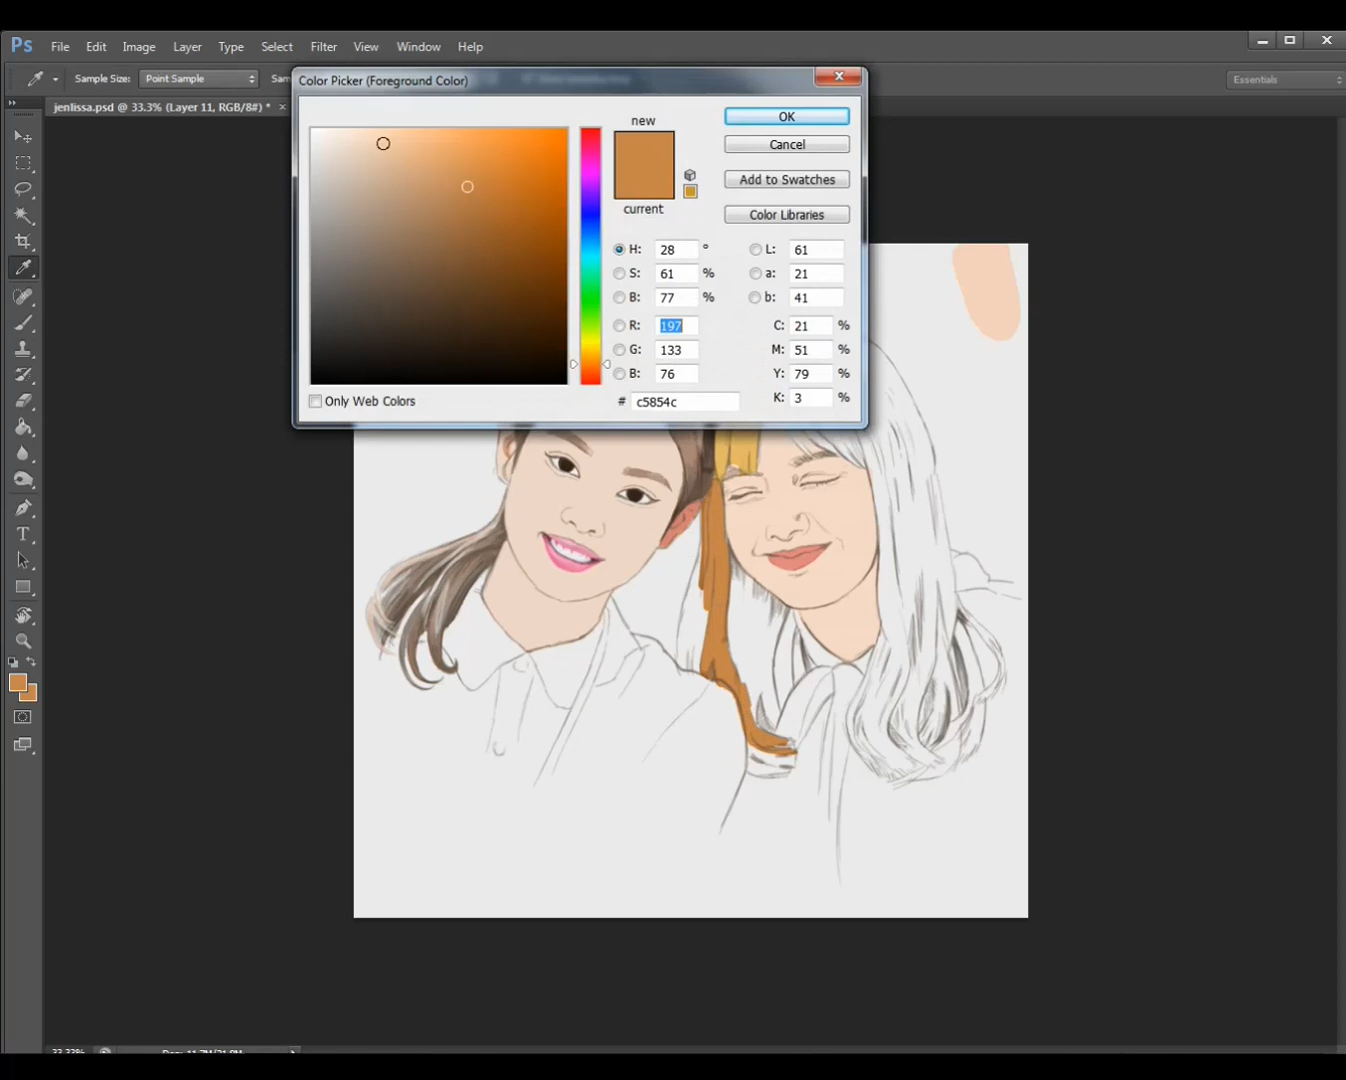 Ps File Edit Image Layer Type Select Filter View Window Help
Sample Size: Point Sample Essentials
jenlissa.psd @ 33.3% (Layer 11, RGB/8#) * ×
Color Picker (Foreground Color)
new
current
OK
Cancel
Add to Swatches
Color Libraries
H: 28 ° L: 61
S: 61 % a: 21
B: 77 % b: 41
R: 197 C: 21 %
G: 133 M: 51 %
B: 76 Y: 79 %
# c5854c K: 3 %
Only Web Colors
T